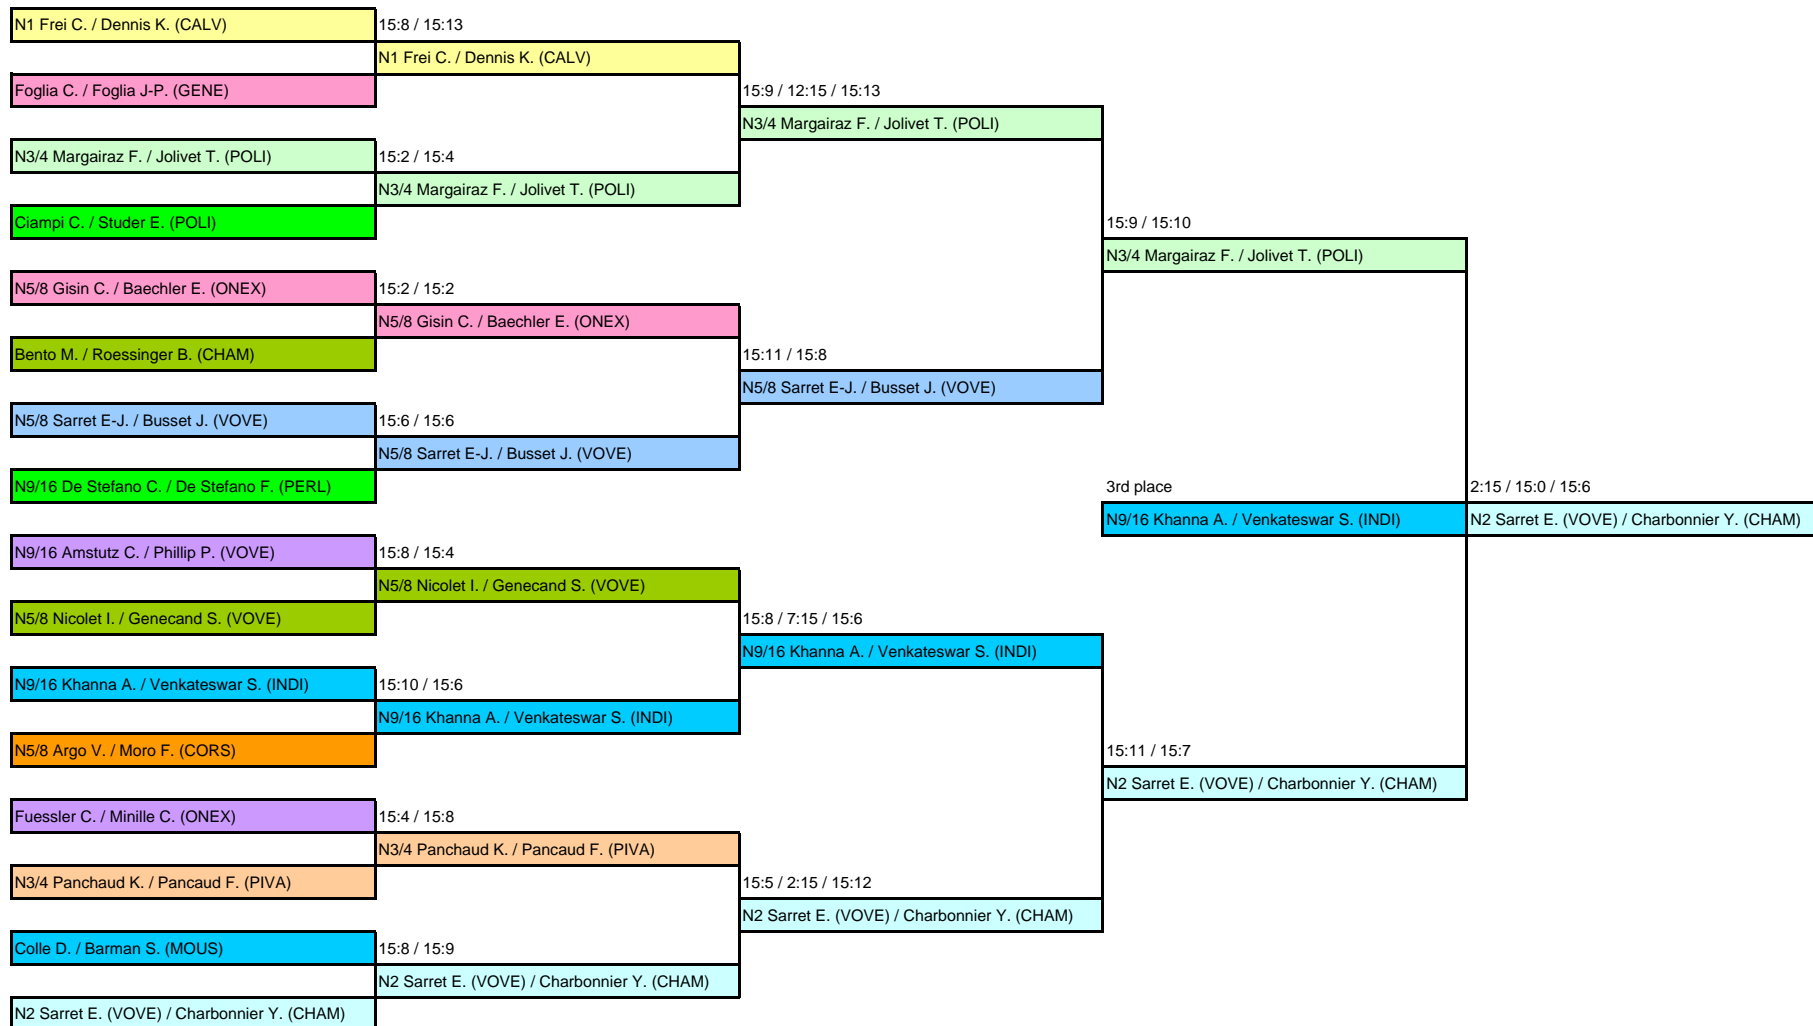 N1 Frei C. / Dennis K. (CALV)
15:8 / 15:13
N1 Frei C. / Dennis K. (CALV)
Foglia C. / Foglia J-P. (GENE)
15:9 / 12:15 / 15:13
N3/4 Margairaz F. / Jolivet T. (POLI)
N3/4 Margairaz F. / Jolivet T. (POLI)
15:2 / 15:4
N3/4 Margairaz F. / Jolivet T. (POLI)
Ciampi C. / Studer E. (POLI)
15:9 / 15:10
N3/4 Margairaz F. / Jolivet T. (POLI)
N5/8 Gisin C. / Baechler E. (ONEX)
15:2 / 15:2
N5/8 Gisin C. / Baechler E. (ONEX)
Bento M. / Roessinger B. (CHAM)
15:11 / 15:8
N5/8 Sarret E-J. / Busset J. (VOVE)
N5/8 Sarret E-J. / Busset J. (VOVE)
15:6 / 15:6
N5/8 Sarret E-J. / Busset J. (VOVE)
N9/16 De Stefano C. / De Stefano F. (PERL)
3rd place
2:15 / 15:0 / 15:6
N9/16 Khanna A. / Venkateswar S. (INDI)
N2 Sarret E. (VOVE) / Charbonnier Y. (CHAM)
N9/16 Amstutz C. / Phillip P. (VOVE)
15:8 / 15:4
N5/8 Nicolet I. / Genecand S. (VOVE)
N5/8 Nicolet I. / Genecand S. (VOVE)
15:8 / 7:15 / 15:6
N9/16 Khanna A. / Venkateswar S. (INDI)
N9/16 Khanna A. / Venkateswar S. (INDI)
15:10 / 15:6
N9/16 Khanna A. / Venkateswar S. (INDI)
N5/8 Argo V. / Moro F. (CORS)
15:11 / 15:7
N2 Sarret E. (VOVE) / Charbonnier Y. (CHAM)
Fuessler C. / Minille C. (ONEX)
15:4 / 15:8
N3/4 Panchaud K. / Pancaud F. (PIVA)
N3/4 Panchaud K. / Pancaud F. (PIVA)
15:5 / 2:15 / 15:12
N2 Sarret E. (VOVE) / Charbonnier Y. (CHAM)
Colle D. / Barman S. (MOUS)
15:8 / 15:9
N2 Sarret E. (VOVE) / Charbonnier Y. (CHAM)
N2 Sarret E. (VOVE) / Charbonnier Y. (CHAM)